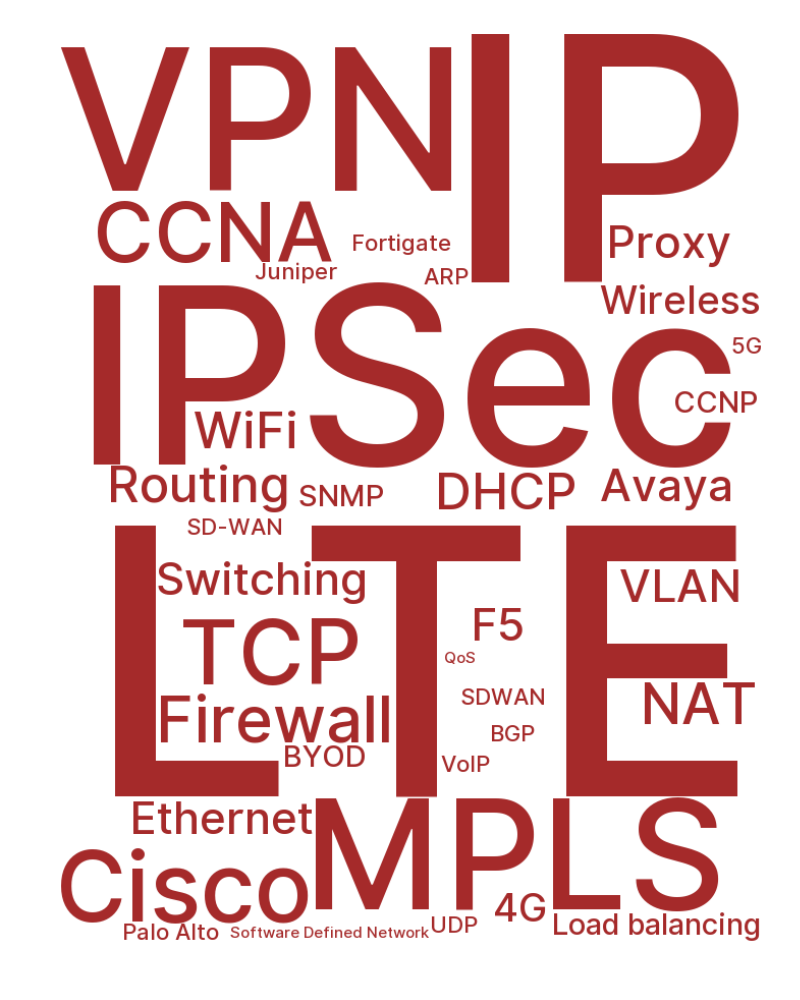 VPN
IP
CCNA
Fortigate
Proxy
Juniper
ARP
Wireless
IPSec
5G
CCNP
WiFi
Routing
SNMP
DHCP
Avaya
SD-WAN
LTE
Switching
VLAN
TCP
F5
QoS
Firewall
SDWAN
NAT
BGP
BYOD
VoIP
Ethernet
MPLS
Cisco
4G
Palo Alto
Software Defined Network
UDP
Load balancing